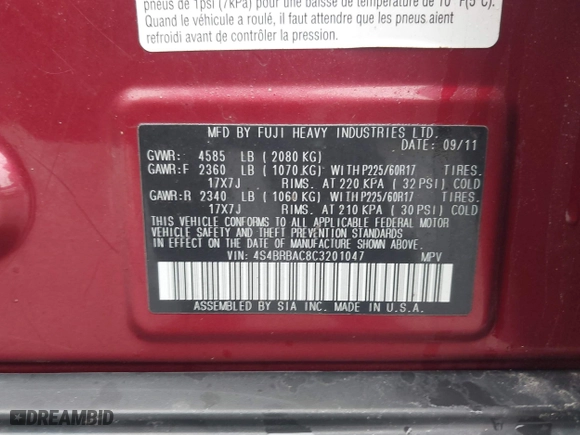 pneus de 1psi (7kPa) pour une baisse de température de 10°F(5°C).
Quand le véhicule a roulé, il faut attendre que les pneus aient
refroidi avant de contrôler la pression.
MFD BY FUJI HEAVY INDUSTRIES LTD.
DATE: 09/11
GVWR: 4585 LB (2080 KG)
GAWR:F 2360 LB (1070 KG) WITH P225/60R17 TIRES.
17X7J RIMS. AT 220 KPA (32 PSI) COLD
GAWR:R 2340 LB (1060 KG) WITH P225/60R17 TIRES.
17X7J RIMS. AT 210 KPA (30 PSI) COLD
THIS VEHICLE CONFORMS TO ALL APPLICABLE FEDERAL MOTOR
VEHICLE SAFETY AND THEFT PREVENTION STANDARDS
IN EFFECT ON THE DATE OF MANUFACTURE SHOWN ABOVE.
VIN: 4S4BRBAC8C3201047 MPV
ASSEMBLED BY SIA INC. MADE IN U.S.A.
DREAMBID